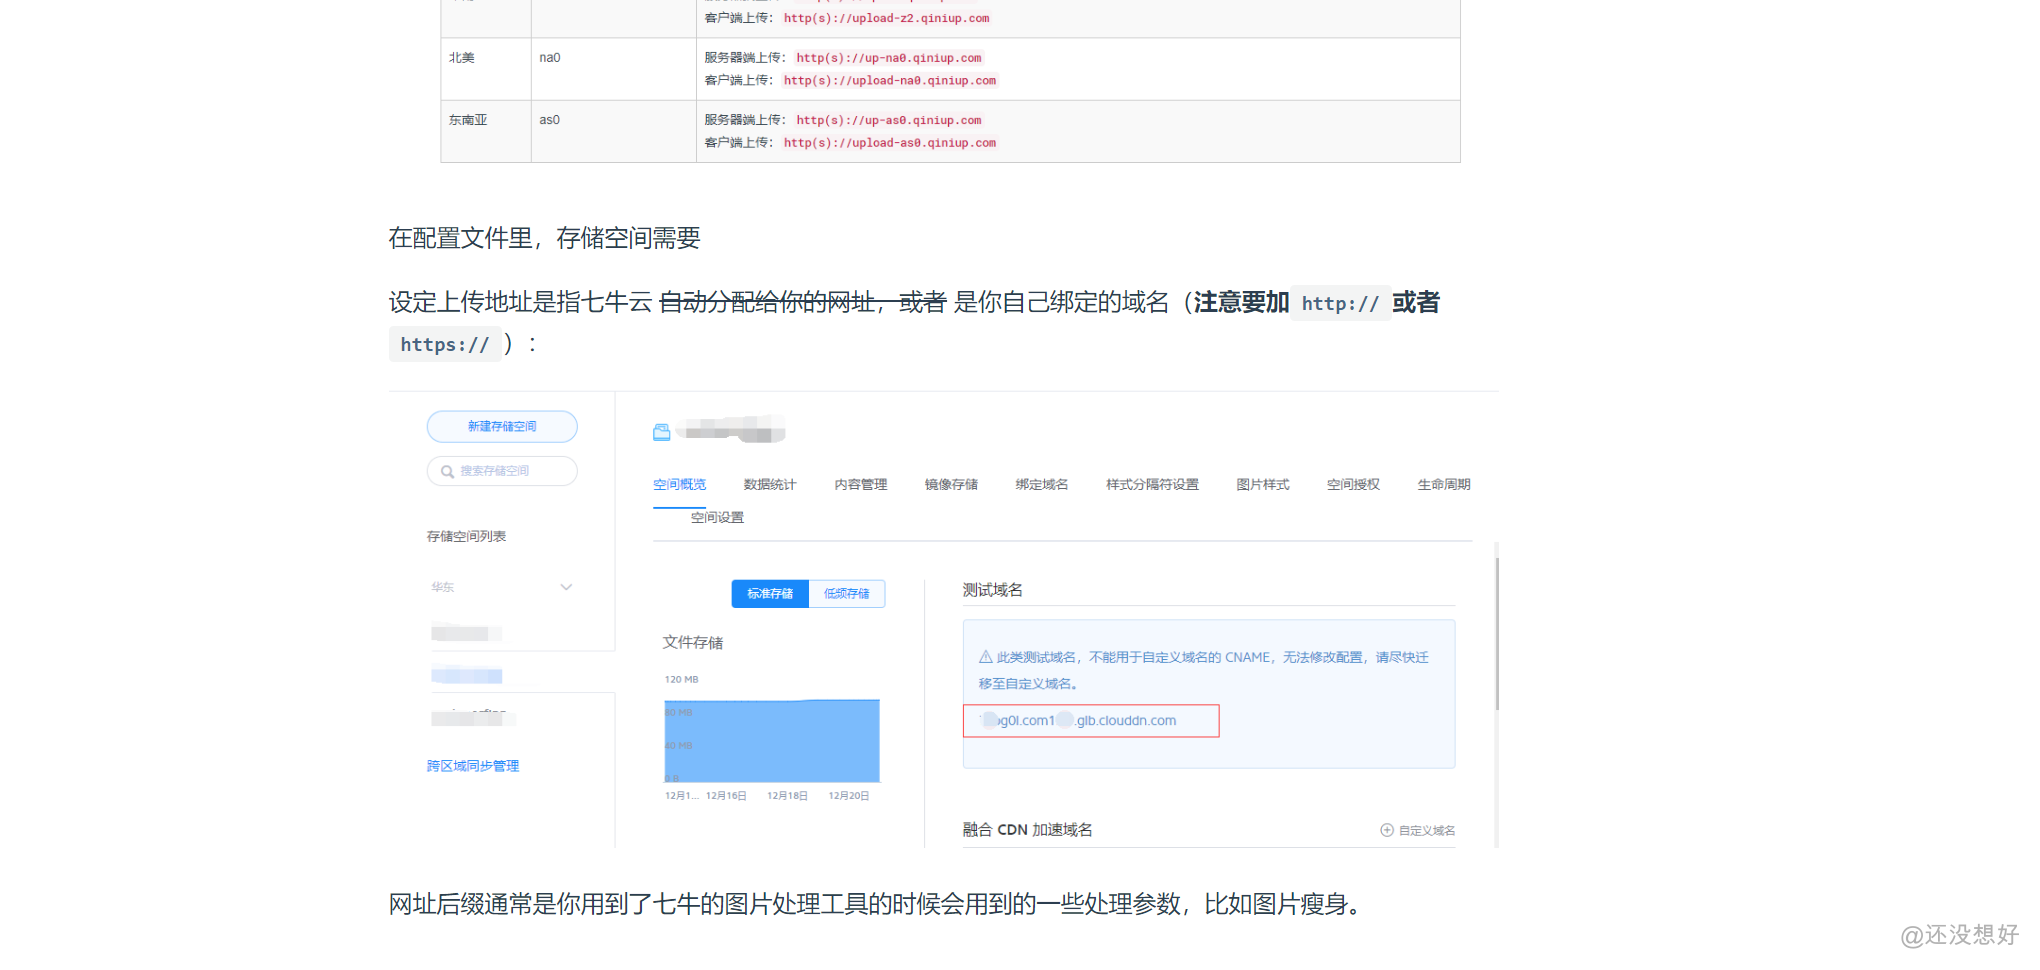 客户端上传： http(s)://upload-z2.qiniup.com
北美 na0 服务器端上传： http(s)://up-na0.qiniup.com
客户端上传： http(s)://upload-na0.qiniup.com
东南亚 as0 服务器端上传： http(s)://up-as0.qiniup.com
客户端上传： http(s)://upload-as0.qiniup.com
在配置文件里，存储空间需要
设定上传地址是指七牛云 自动分配给你的网址，或者 是你自己绑定的域名（注意要加 http:// 或者
https:// ）：
新建存储空间
搜索存储空间
存储空间列表
华东
跨区域同步管理
空间概览 数据统计 内容管理 镜像存储 绑定域名 样式分隔符设置 图片样式 空间授权 生命周期
空间设置
标准存储 低频存储
文件存储
120 MB
80 MB
40 MB
0 B
12月1... 12月16日 12月18日 12月20日
测试域名
此类测试域名，不能用于自定义域名的 CNAME，无法修改配置，请尽快迁
移至自定义域名。
g0l.com1 .glb.clouddn.com
融合 CDN 加速域名 自定义域名
网址后缀通常是你用到了七牛的图片处理工具的时候会用到的一些处理参数，比如图片瘦身。
@还没想好